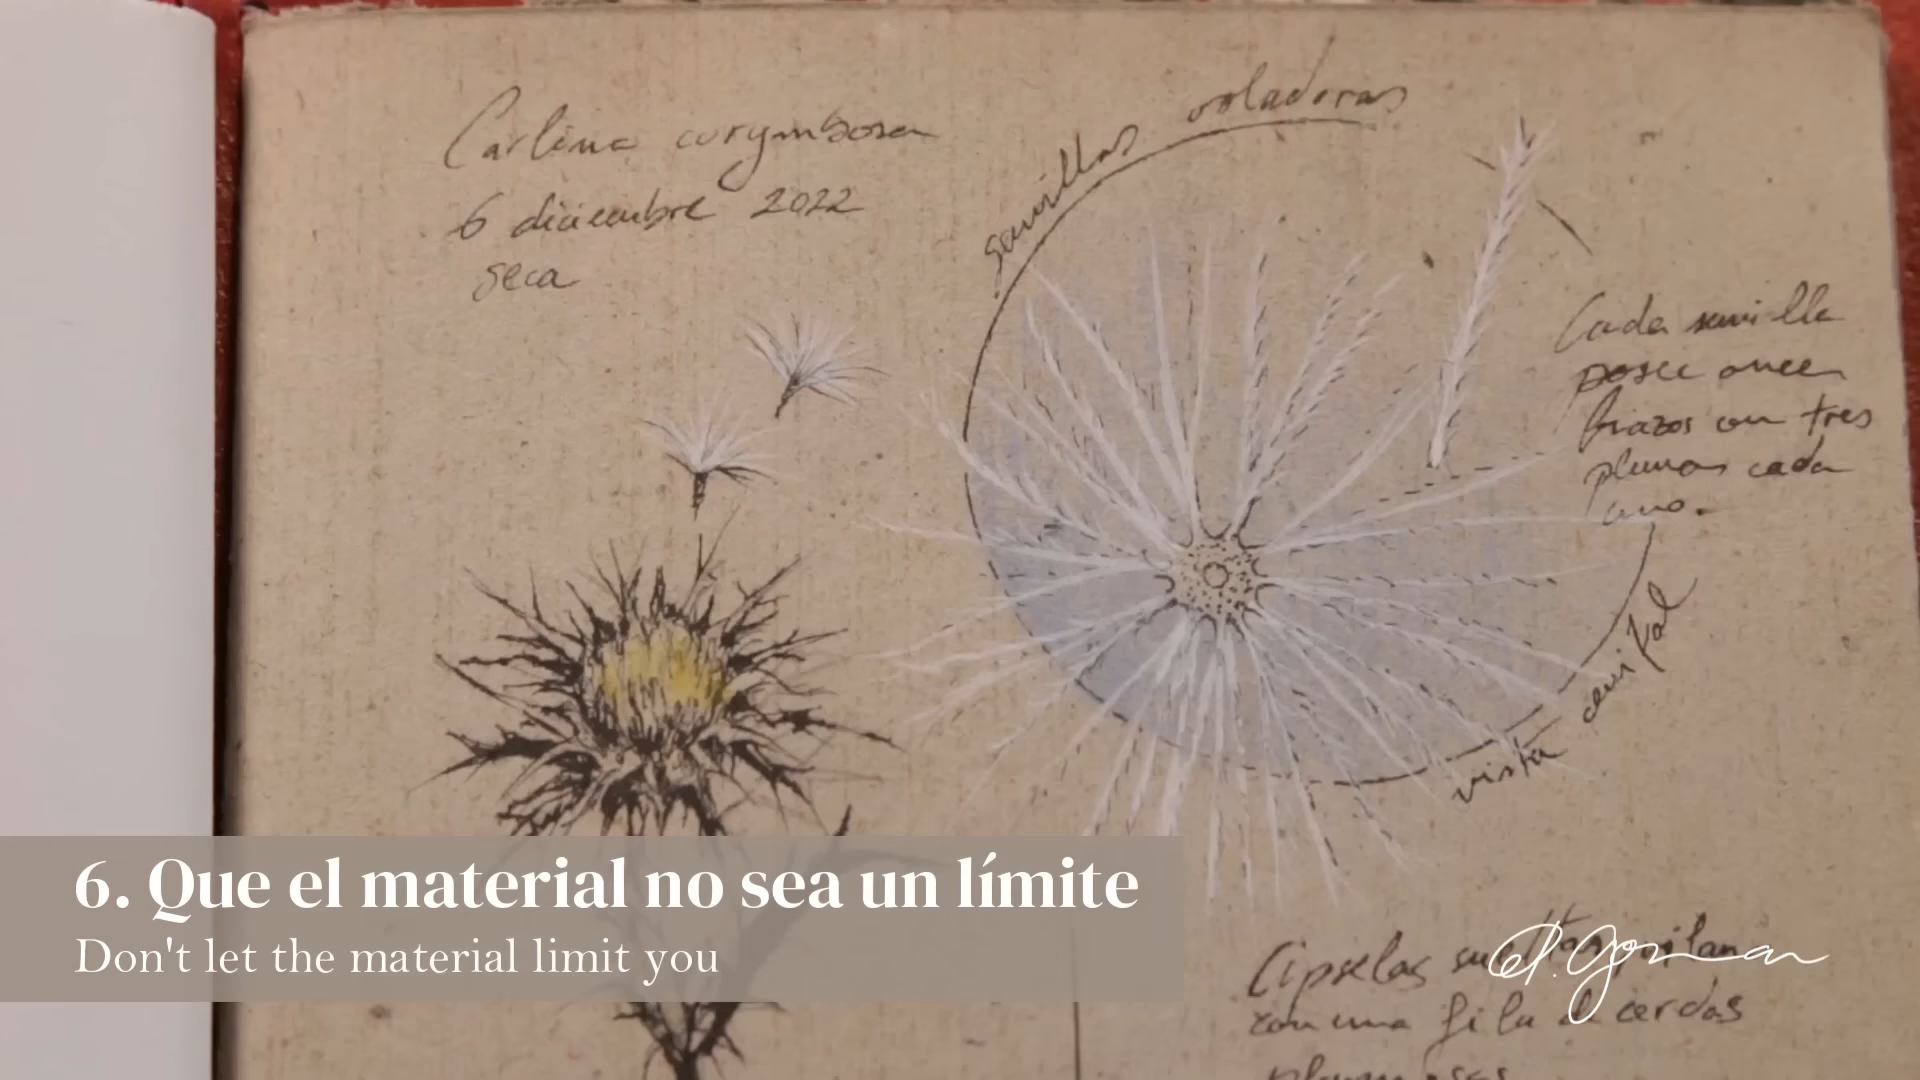 Carlina corymbosa
6 diciembre 2022
seca
semillas voladoras
Cada semilla
posee once
brazos con tres
plumas cada
uno.
vista cenital
6. Que el material no sea un límite
Don't let the material limit you
Cipselas
con una fila de cerdas
plumosas